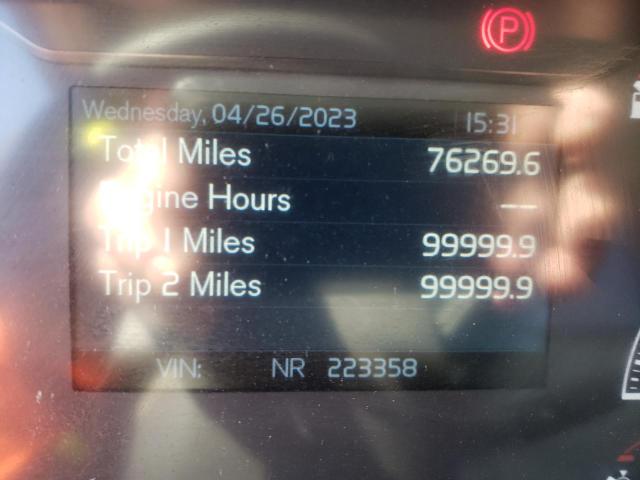 P
Wednesday, 04/26/2023 15:31
Total Miles 76269.6
Engine Hours --
Trip 1 Miles 99999.9
Trip 2 Miles 99999.9
VIN: NR 223358